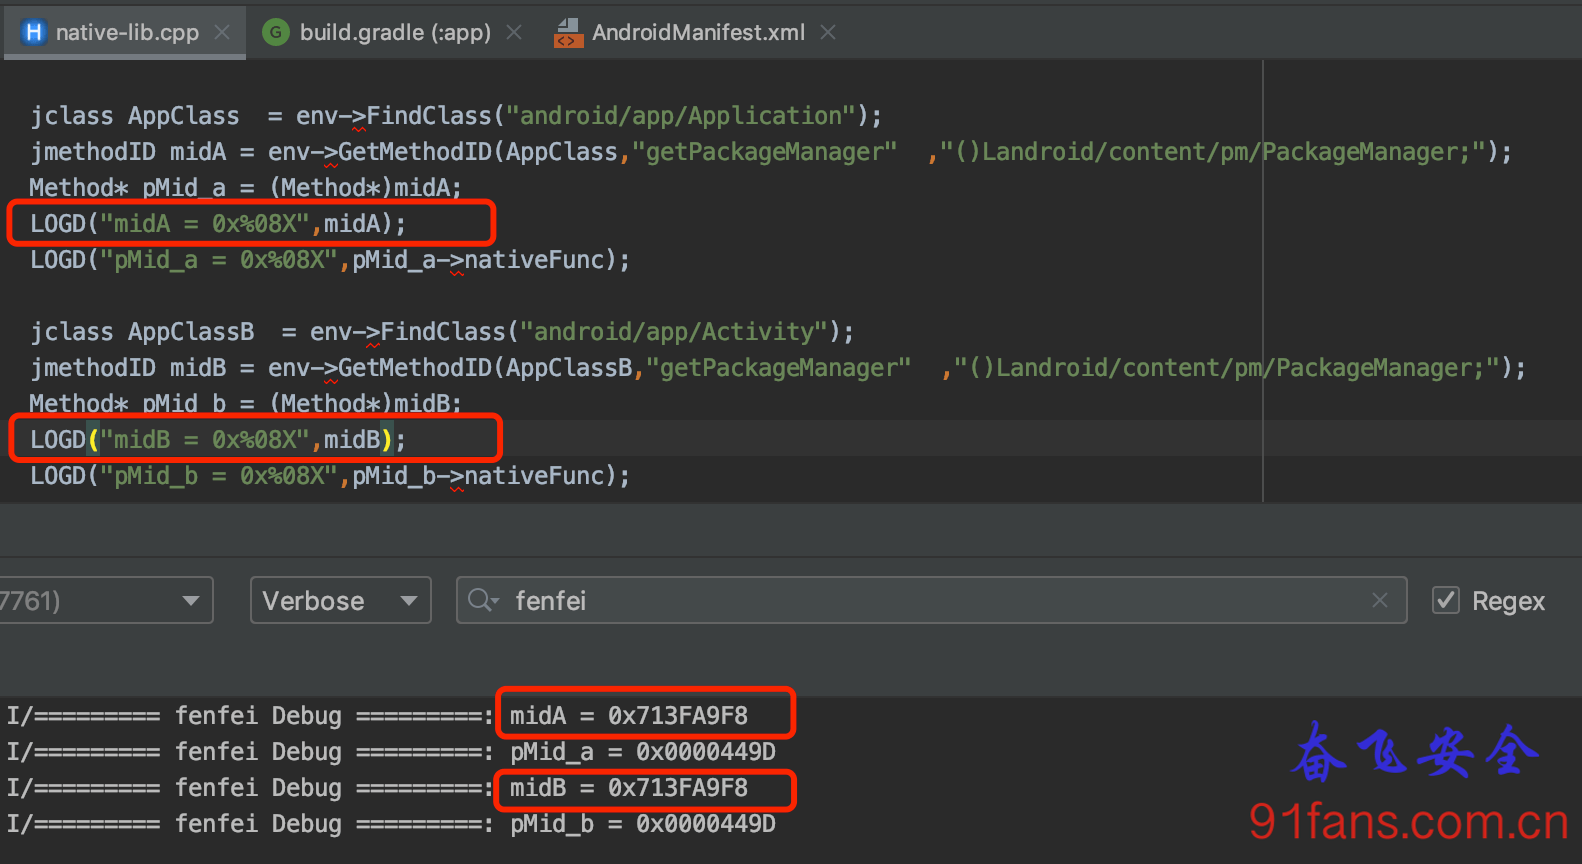 H native-lib.cpp G build.gradle (:app) <> AndroidManifest.xml
jclass AppClass  = env->FindClass("android/app/Application");
jmethodID midA = env->GetMethodID(AppClass,"getPackageManager"  ,"()Landroid/content/pm/PackageManager;");
Method* pMid_a = (Method*)midA;
LOGD("midA = 0x%08X",midA);
LOGD("pMid_a = 0x%08X",pMid_a->nativeFunc);
jclass AppClassB  = env->FindClass("android/app/Activity");
jmethodID midB = env->GetMethodID(AppClassB,"getPackageManager"  ,"()Landroid/content/pm/PackageManager;");
Method* pMid_b = (Method*)midB;
LOGD("midB = 0x%08X",midB);
LOGD("pMid_b = 0x%08X",pMid_b->nativeFunc);
7761) Verbose fenfei Regex
I/========= fenfei Debug =========: midA = 0x713FA9F8
I/========= fenfei Debug =========: pMid_a = 0x0000449D
I/========= fenfei Debug =========: midB = 0x713FA9F8
I/========= fenfei Debug =========: pMid_b = 0x0000449D
奋飞安全
91fans.com.cn